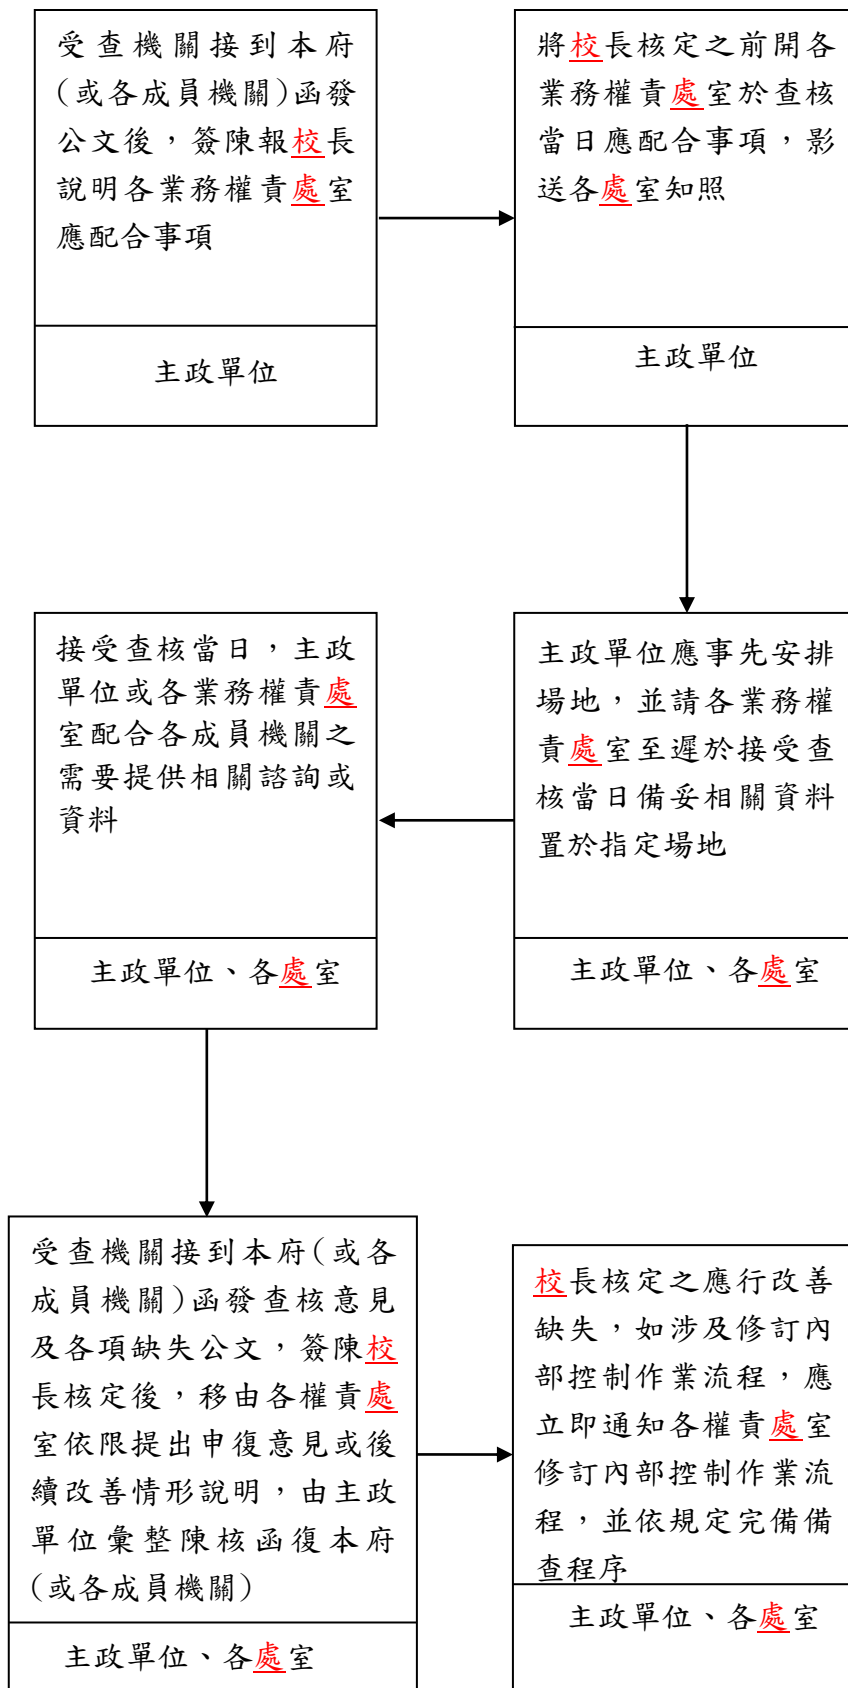 受查機關接到本府
(或各成員機關)函發
公文後，簽陳報校長
說明各業務權責處室
應配合事項
主政單位
將校長核定之前開各
業務權責處室於查核
當日應配合事項，影
送各處室知照
主政單位
主政單位應事先安排
場地，並請各業務權
責處室至遲於接受查
核當日備妥相關資料
置於指定場地
主政單位、各處室
接受查核當日，主政
單位或各業務權責處
室配合各成員機關之
需要提供相關諮詢或
資料
主政單位、各處室
受查機關接到本府(或各
成員機關)函發查核意見
及各項缺失公文，簽陳校
長核定後，移由各權責處
室依限提出申復意見或後
續改善情形說明，由主政
單位彙整陳核函復本府
(或各成員機關)
主政單位、各處室
校長核定之應行改善
缺失，如涉及修訂內
部控制作業流程，應
立即通知各權責處室
修訂內部控制作業流
程，並依規定完備備
查程序
主政單位、各處室